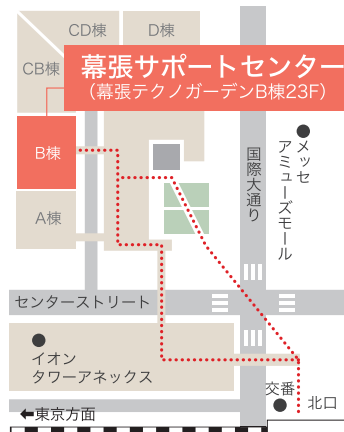 CD棟
D棟
CB棟
幕張サポートセンター
（幕張テクノガーデンB棟23F）
B棟
メッセ
アミューズモール
国際大通り
A棟
センターストリート
イオン
タワーアネックス
交番
北口
←東京方面